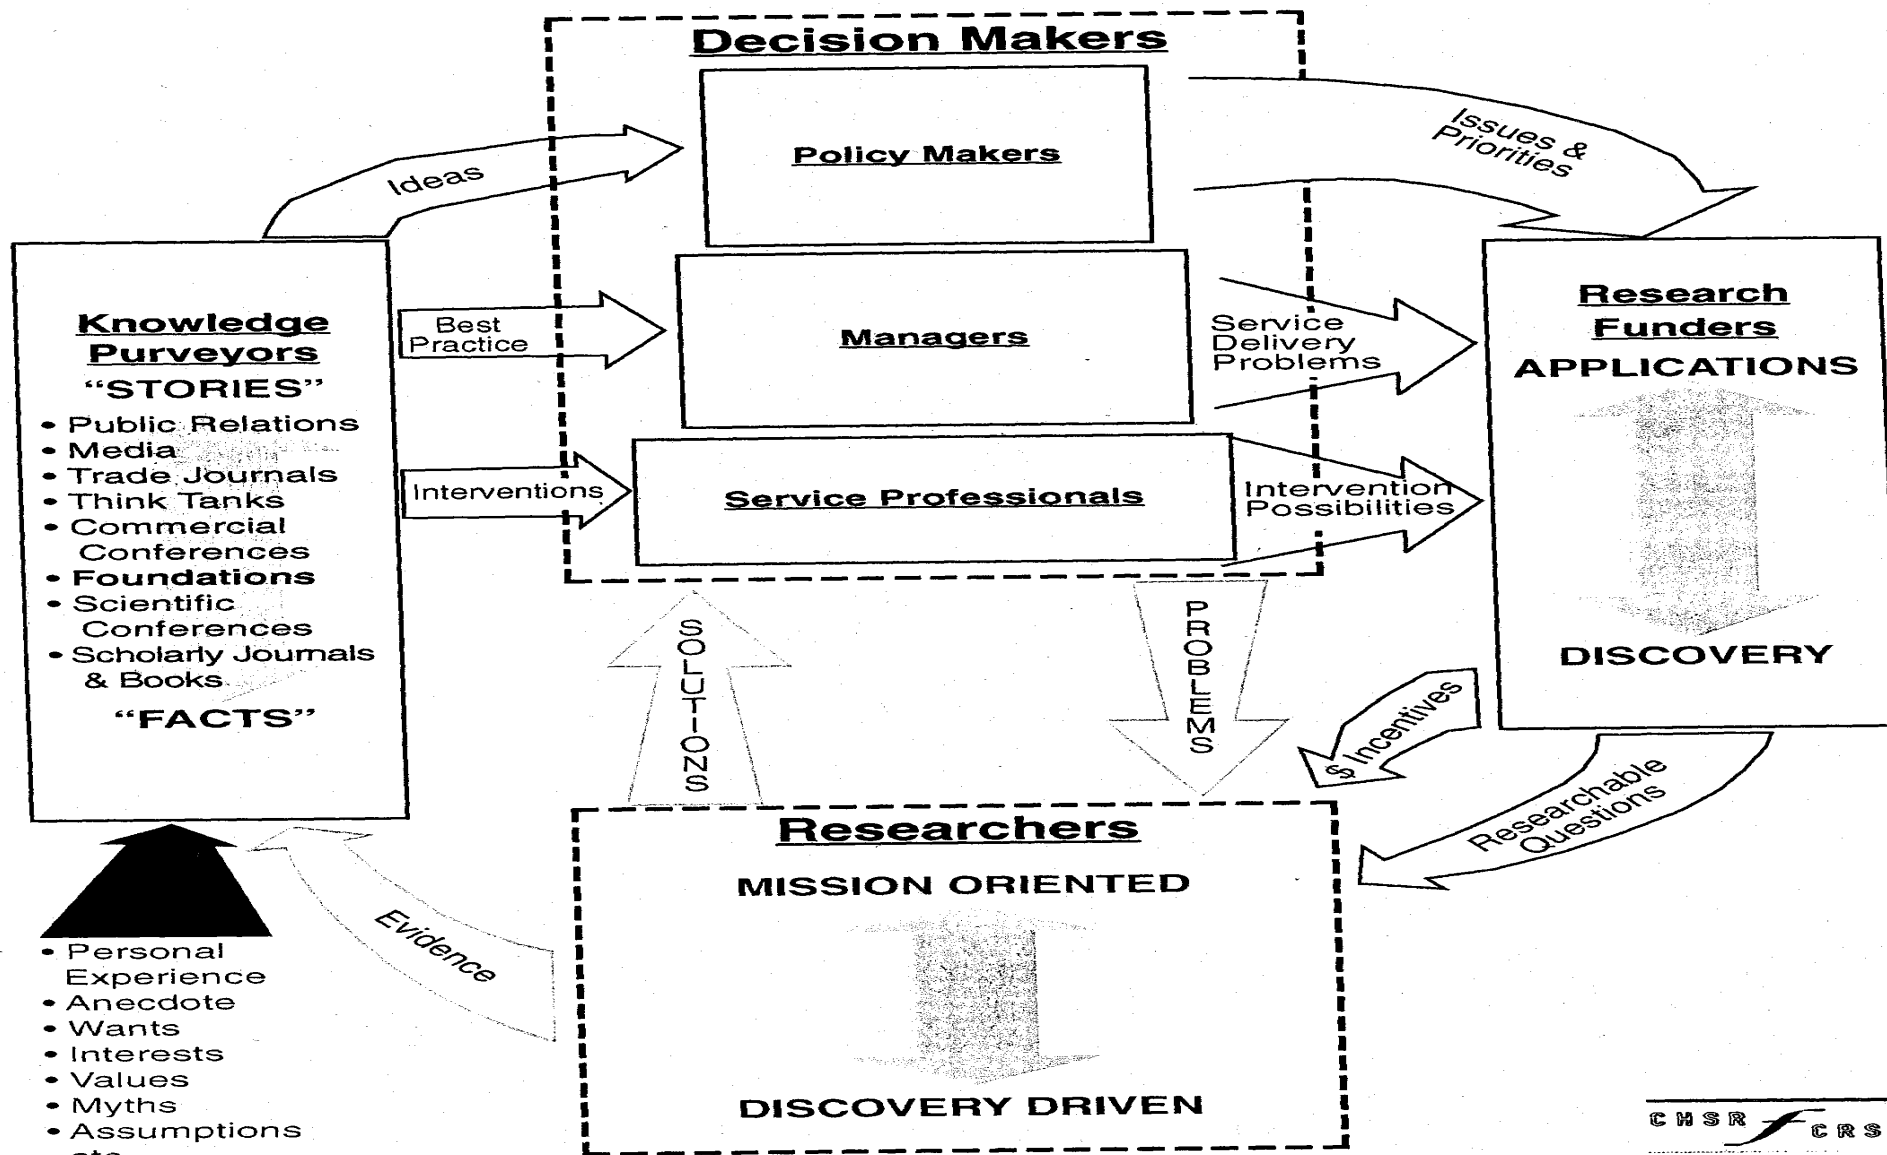 Decision Makers
Policy Makers
Issues &
Priorities
Ideas
Knowledge
Purveyors
"STORIES"
• Public Relations
• Media
• Trade Journals
• Think Tanks
• Commercial
Conferences
• Foundations
• Scientific
Conferences
• Scholarly Journals
& Books
"FACTS"
Best
Practice
Managers
Service
Delivery
Problems
Research
Funders
APPLICATIONS
DISCOVERY
Interventions
Service Professionals
Intervention
Possibilities
SOLUTIONS
PROBLEMS
$ Incentives
Researchable
Questions
Researchers
MISSION ORIENTED
DISCOVERY DRIVEN
Evidence
• Personal
Experience
• Anecdote
• Wants
• Interests
• Values
• Myths
• Assumptions
CHSR
CRS